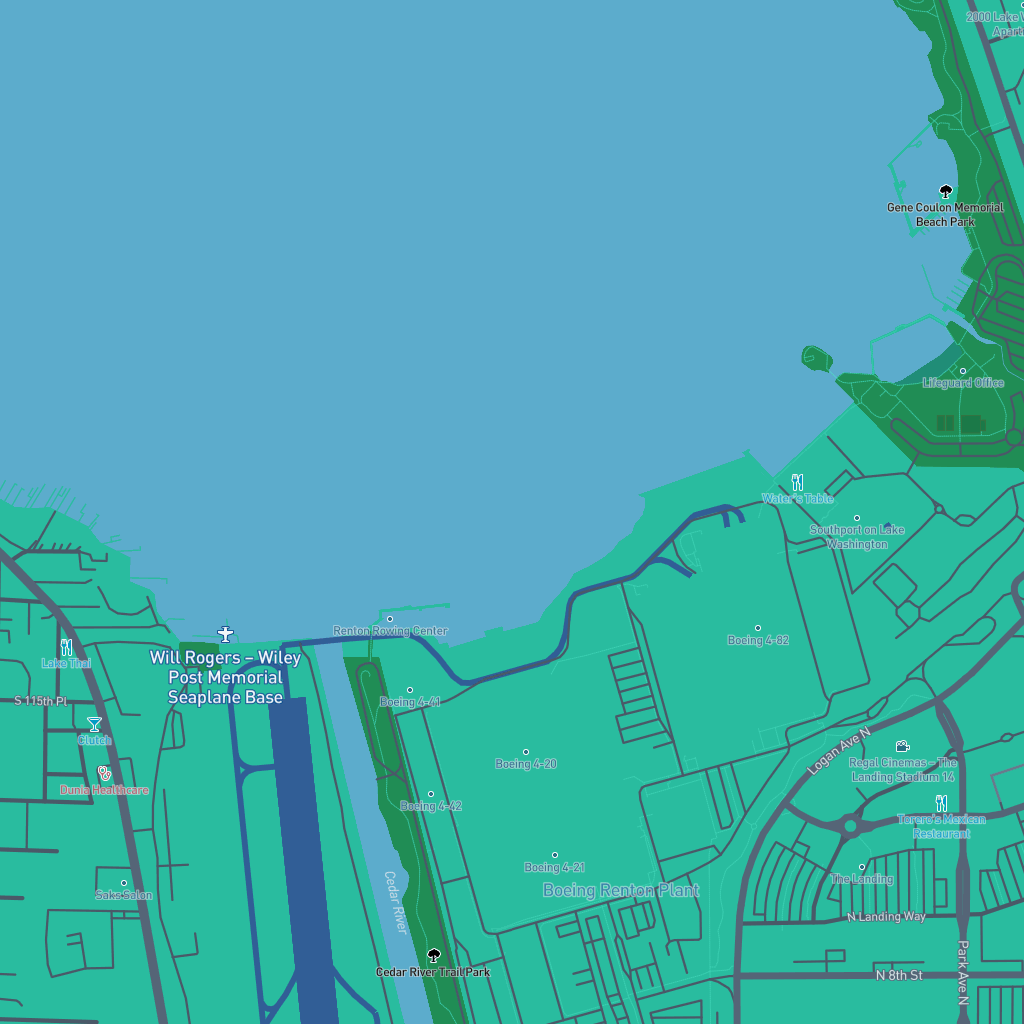 2000 Lake
Gene Coulon Memorial
Beach Park
Lifeguard Office
Water's Table
Southport on Lake
Washington
Renton Rowing Center
Boeing 4-82
Lake Thai
Will Rogers – Wiley
Post Memorial
Seaplane Base
S 115th Pl
Boeing 4-41
Clutch
Logan Ave N
Boeing 4-20
Regal Cinemas – The
Landing Stadium 14
Dunia Healthcare
Boeing 4-42
Torero's Mexican
Restaurant
Boeing 4-21
The Landing
Saks Salon
Boeing Renton Plant
Cedar River
N Landing Way
Cedar River Trail Park
N 8th St
Park Ave N